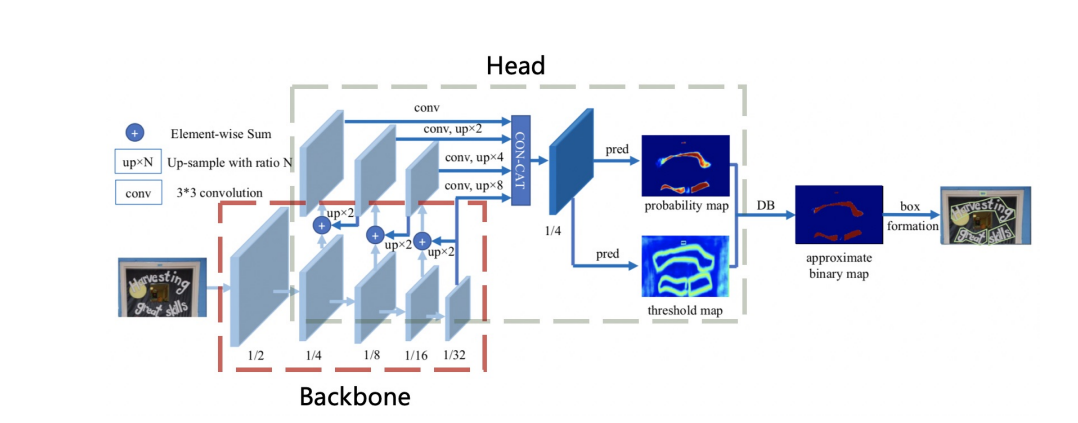 Head
conv
conv, up×2
conv, up×4
conv, up×8
CON-CAT
Element-wise Sum
up×N
Up-sample with ratio N
conv
3*3 convolution
up×2
up×2
up×2
1/4
pred
probability map
pred
threshold map
DB
approximate
binary map
box
formation
Harvesting
great skills
Harvesting
great skills
1/2
1/4
1/8
1/16
1/32
Backbone